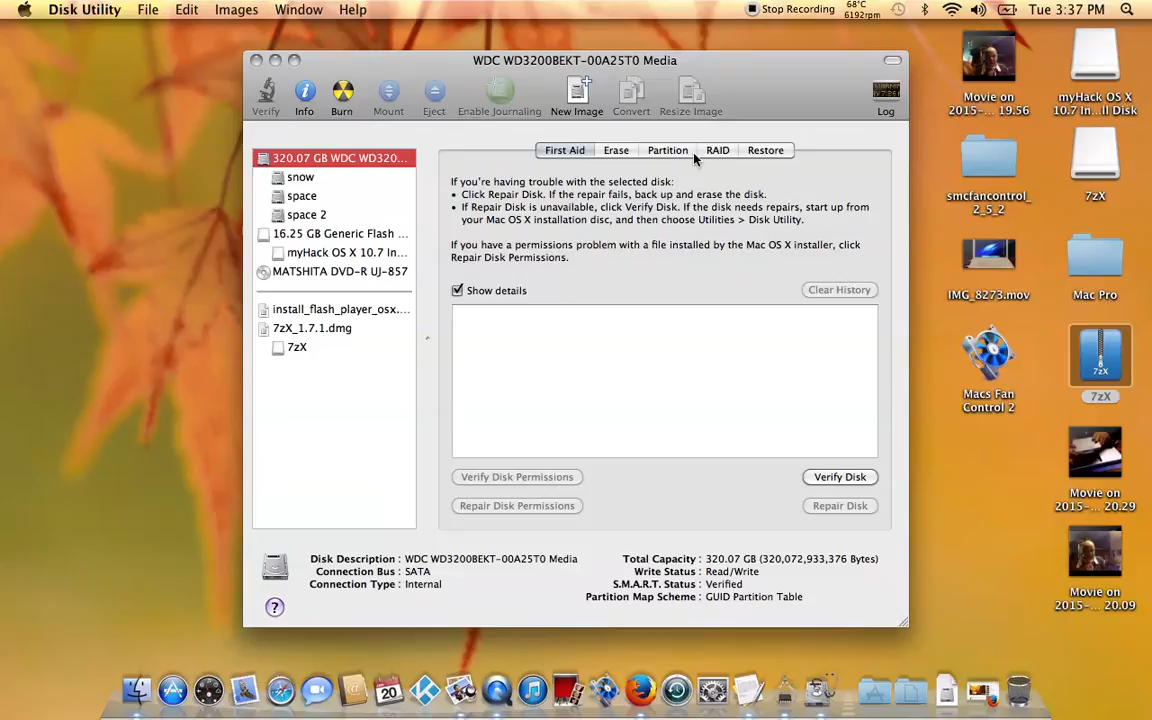 Disk Utility File Edit Images Window Help
Stop Recording 68°C 6192rpm Tue 3:37 PM
WDC WD3200BEKT-00A25T0 Media
Verify Info Burn Mount Eject Enable Journaling New Image Convert Resize Image Log
320.07 GB WDC WD320...
snow
space
space 2
16.25 GB Generic Flash ...
myHack OS X 10.7 In...
MATSHITA DVD-R UJ-857
install_flash_player_osx....
7zX_1.7.1.dmg
7zX
First Aid Erase Partition RAID Restore
If you're having trouble with the selected disk:
• Click Repair Disk. If the repair fails, back up and erase the disk.
• If Repair Disk is unavailable, click Verify Disk. If the disk needs repairs, start up from
your Mac OS X installation disc, and then choose Utilities > Disk Utility.
If you have a permissions problem with a file installed by the Mac OS X installer, click
Repair Disk Permissions.
Show details Clear History
Verify Disk Permissions Verify Disk
Repair Disk Permissions Repair Disk
Disk Description : WDC WD3200BEKT-00A25T0 Media
Connection Bus : SATA
Connection Type : Internal
Total Capacity : 320.07 GB (320,072,933,376 Bytes)
Write Status : Read/Write
S.M.A.R.T. Status : Verified
Partition Map Scheme : GUID Partition Table
?
Movie on
2015-... 19.56
myHack OS X
10.7 In...ll Disk
smcfancontrol_
2_5_2
7zX
IMG_8273.mov
Mac Pro
Macs Fan
Control 2
7zX
7zX
Movie on
2015-... 20.29
Movie on
2015-... 20.09
20